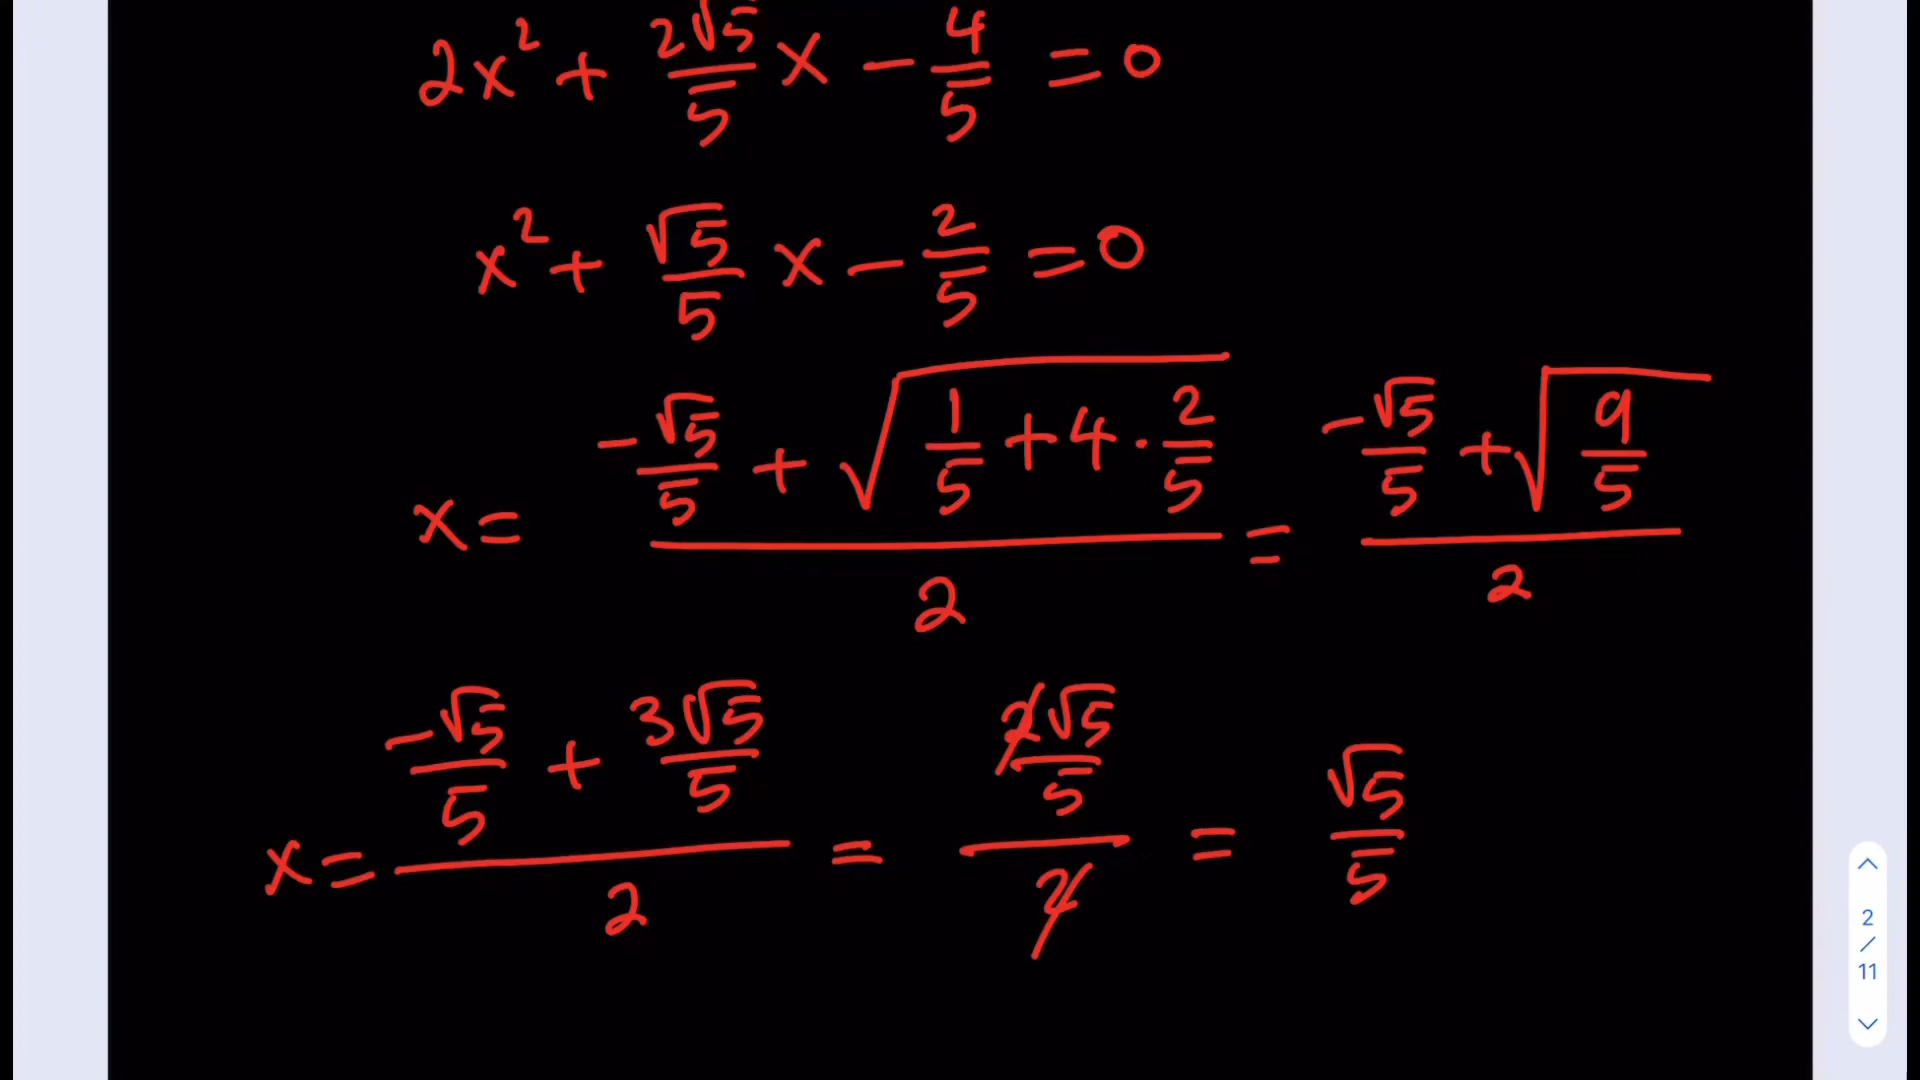 2x² + 2√5/5 x − 4/5 = 0
x² + √5/5 x − 2/5 = 0
x = (−√5/5 + √(1/5 + 4 · 2/5))/2 = (−√5/5 + √(9/5))/2
x = (−√5/5 + 3√5/5)/2 = (2√5/5)/2 = √5/5
2
/
11